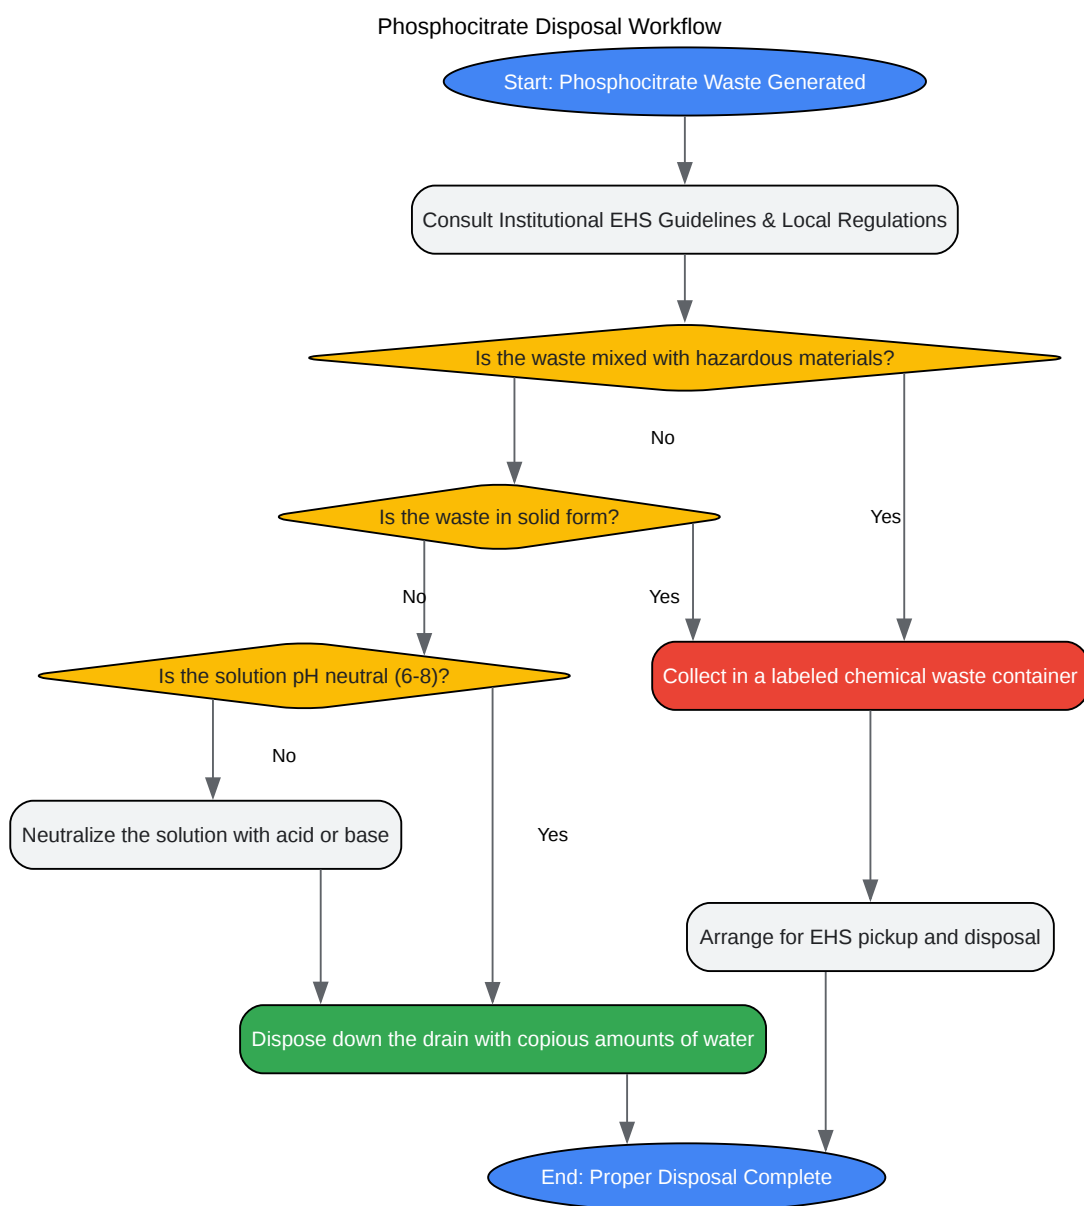 Phosphocitrate Disposal Workflow
Start: Phosphocitrate Waste Generated
Consult Institutional EHS Guidelines & Local Regulations
Is the waste mixed with hazardous materials?
No
Is the waste in solid form?
Yes
No
Yes
Is the solution pH neutral (6-8)?
Collect in a labeled chemical waste container
No
Neutralize the solution with acid or base
Yes
Arrange for EHS pickup and disposal
Dispose down the drain with copious amounts of water
End: Proper Disposal Complete